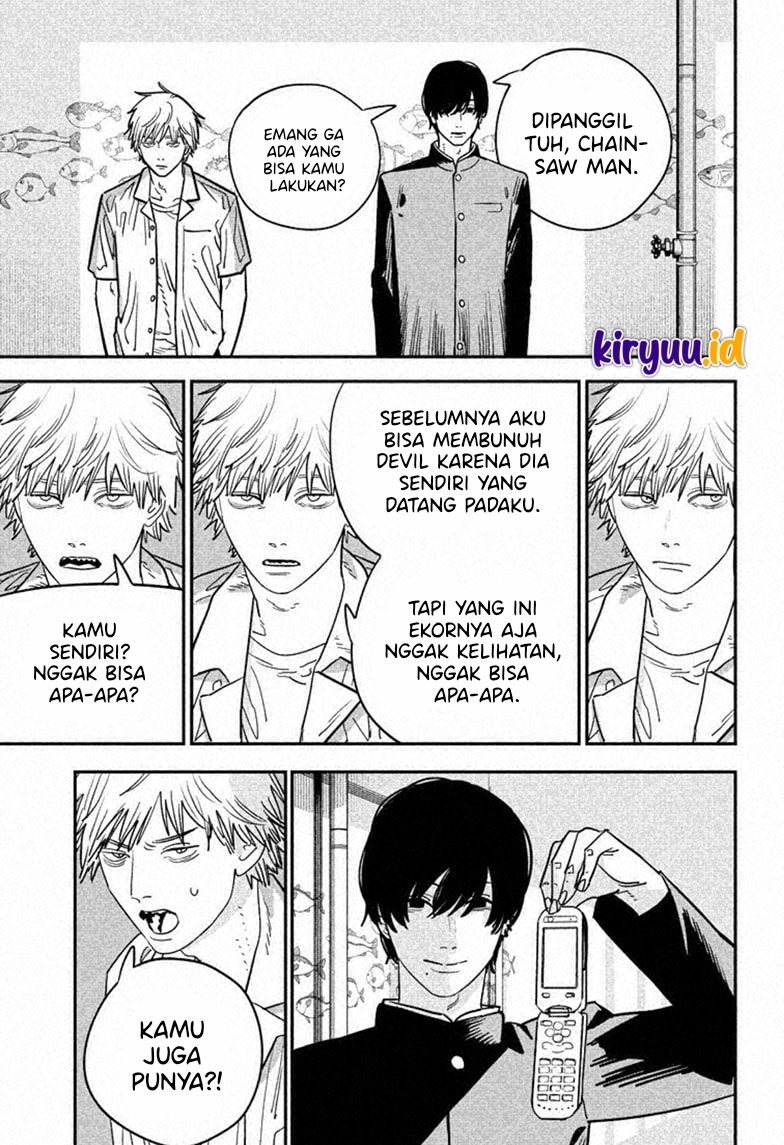 DIPANGGIL
TUH, CHAIN-
SAW MAN.
EMANG GA
ADA YANG
BISA KAMU
LAKUKAN?
kiryuu.id
SEBELUMNYA AKU
BISA MEMBUNUH
DEVIL KARENA DIA
SENDIRI YANG
DATANG PADAKU.
TAPI YANG INI
EKORNYA AJA
NGGAK KELIHATAN,
NGGAK BISA
APA-APA.
KAMU
SENDIRI?
NGGAK BISA
APA-APA?
KAMU
JUGA
PUNYA?!